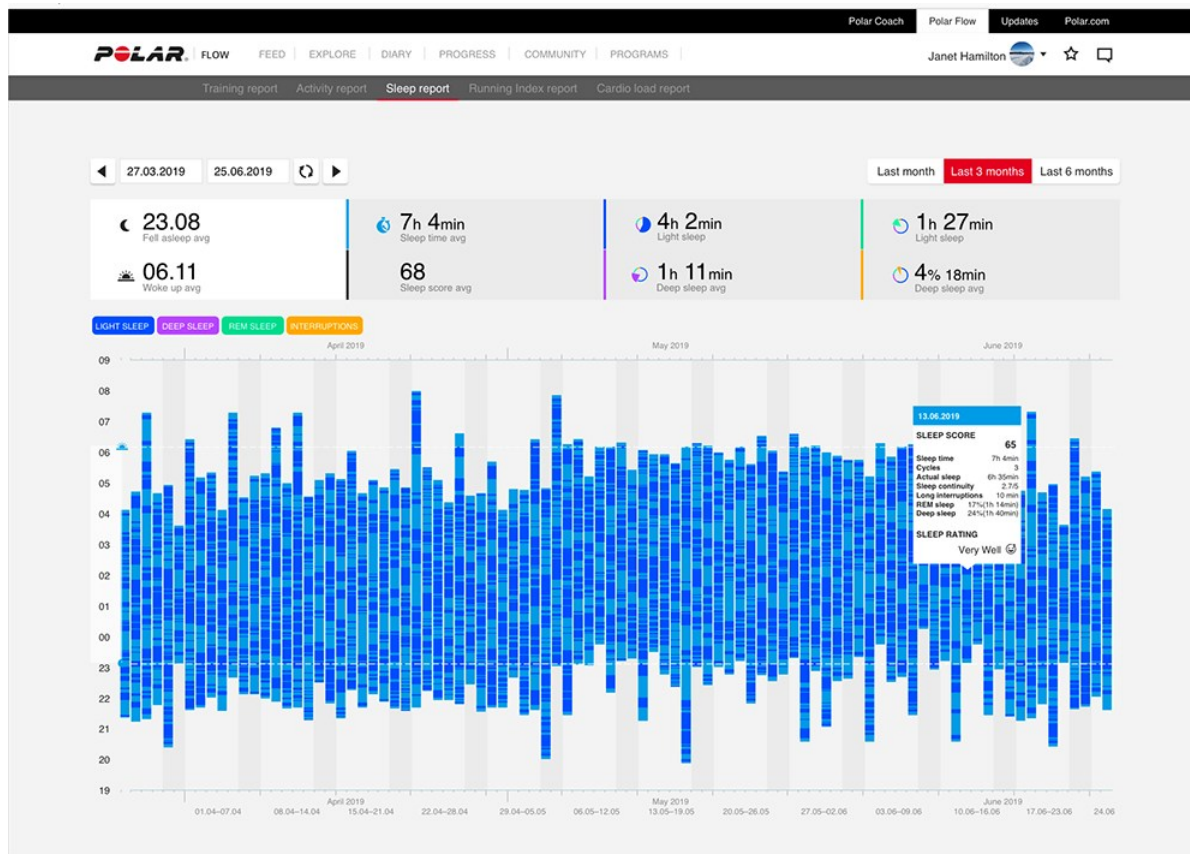 Polar Coach Polar Flow Updates Polar.com
POLAR. FLOW FEED EXPLORE DIARY PROGRESS COMMUNITY PROGRAMS Janet Hamilton
Training report Activity report Sleep report Running Index report Cardio load report
27.03.2019 25.06.2019 Last month Last 3 months Last 6 months
23.08 7h 4min 4h 2min 1h 27min
Fell asleep avg Sleep time avg Light sleep Light sleep
06.11 68 1h 11min 4% 18min
Woke up avg Sleep score avg Deep sleep avg Deep sleep avg
LIGHT SLEEP DEEP SLEEP REM SLEEP INTERRUPTIONS
April 2019 May 2019 June 2019
09
08
07
06
05
04
03
02
01
00
23
22
21
20
19
13.06.2019
SLEEP SCORE
65
Sleep time 7h 4min
Cycles 3
Actual sleep 6h 35min
Sleep continuity 2.7/5
Long interruptions 10 min
REM sleep 17%(1h 14min)
Deep sleep 24%(1h 40min)
SLEEP RATING
Very Well
April 2019 May 2019 June 2019
01.04–07.04 08.04–14.04 15.04–21.04 22.04–28.04 29.04–05.05 06.05–12.05 13.05–19.05 20.05–26.05 27.05–02.06 03.06–09.06 10.06–16.06 17.06–23.06 24.06